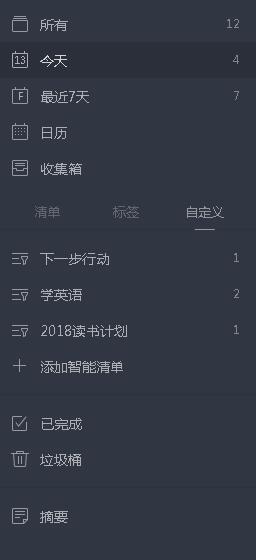 所有 12
13 今天 4
F 最近7天 7
日历
收集箱
清单 标签 自定义
下一步行动 1
学英语 2
2018读书计划 1
添加智能清单
已完成
垃圾桶
摘要